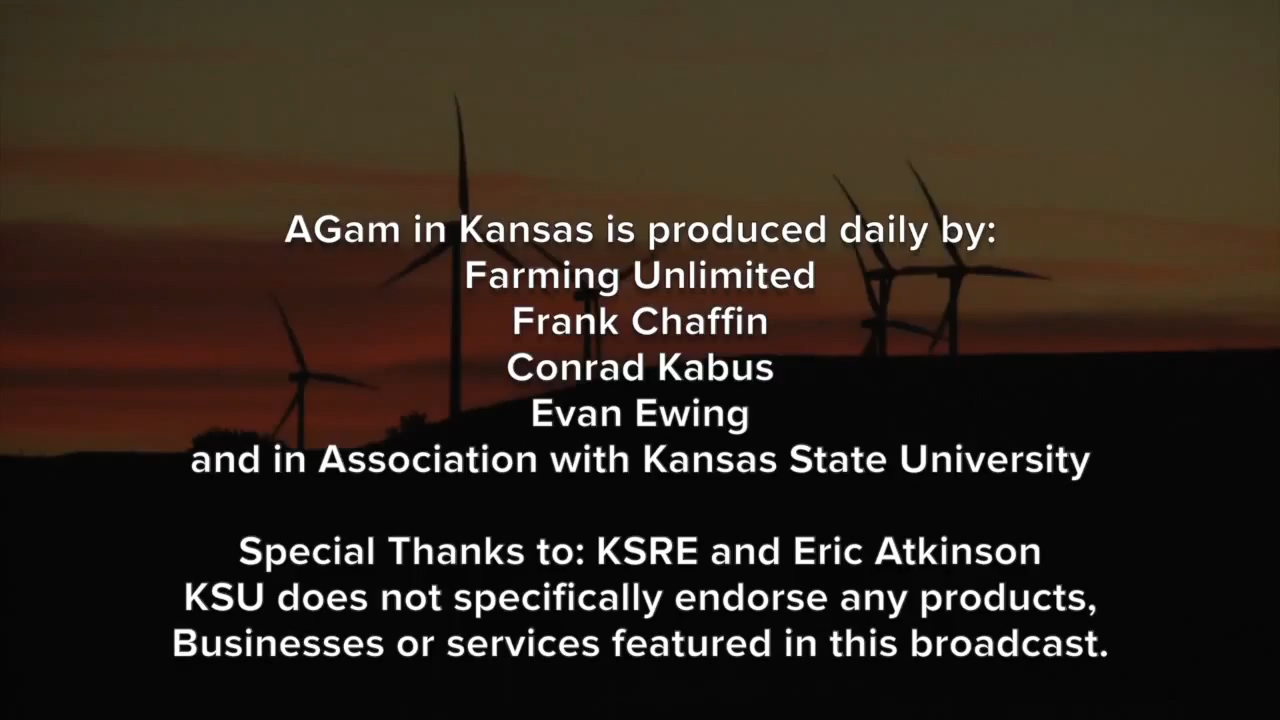 AGam in Kansas is produced daily by:
Farming Unlimited
Frank Chaffin
Conrad Kabus
Evan Ewing
and in Association with Kansas State University
Special Thanks to: KSRE and Eric Atkinson
KSU does not specifically endorse any products,
Businesses or services featured in this broadcast.